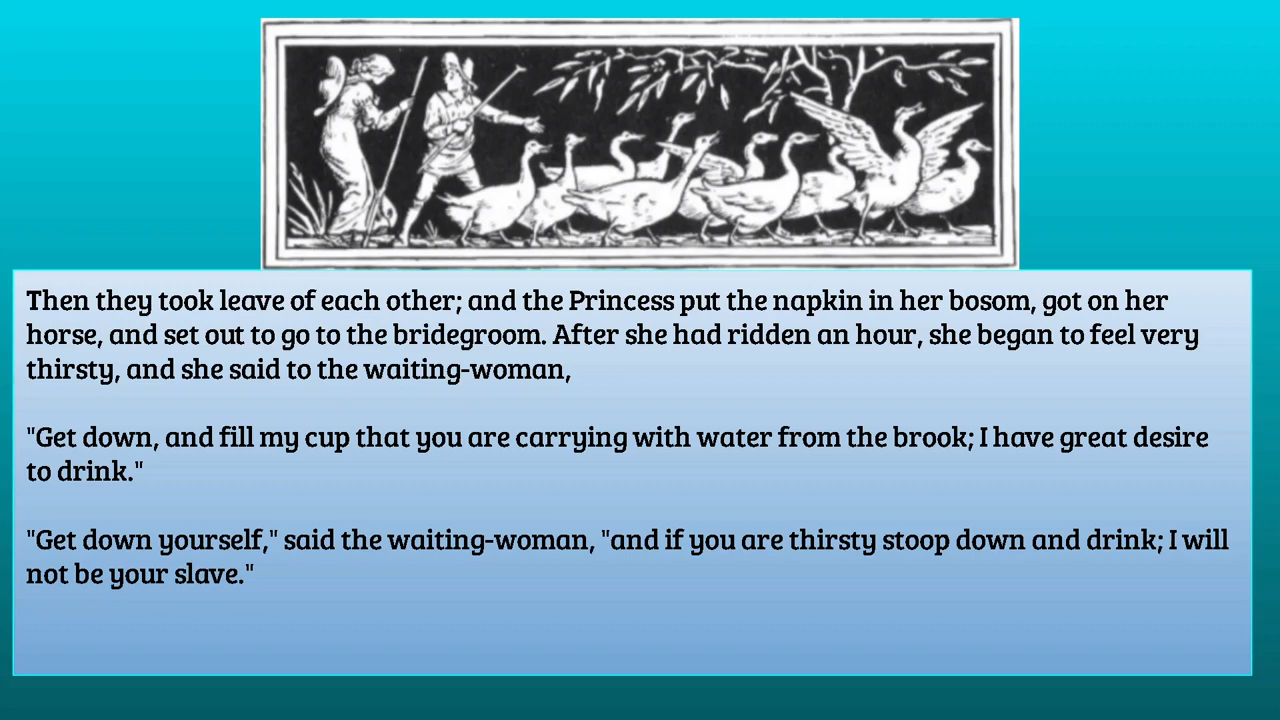 Then they took leave of each other; and the Princess put the napkin in her bosom, got on her
horse, and set out to go to the bridegroom. After she had ridden an hour, she began to feel very
thirsty, and she said to the waiting-woman,
"Get down, and fill my cup that you are carrying with water from the brook; I have great desire
to drink."
"Get down yourself," said the waiting-woman, "and if you are thirsty stoop down and drink; I will
not be your slave."